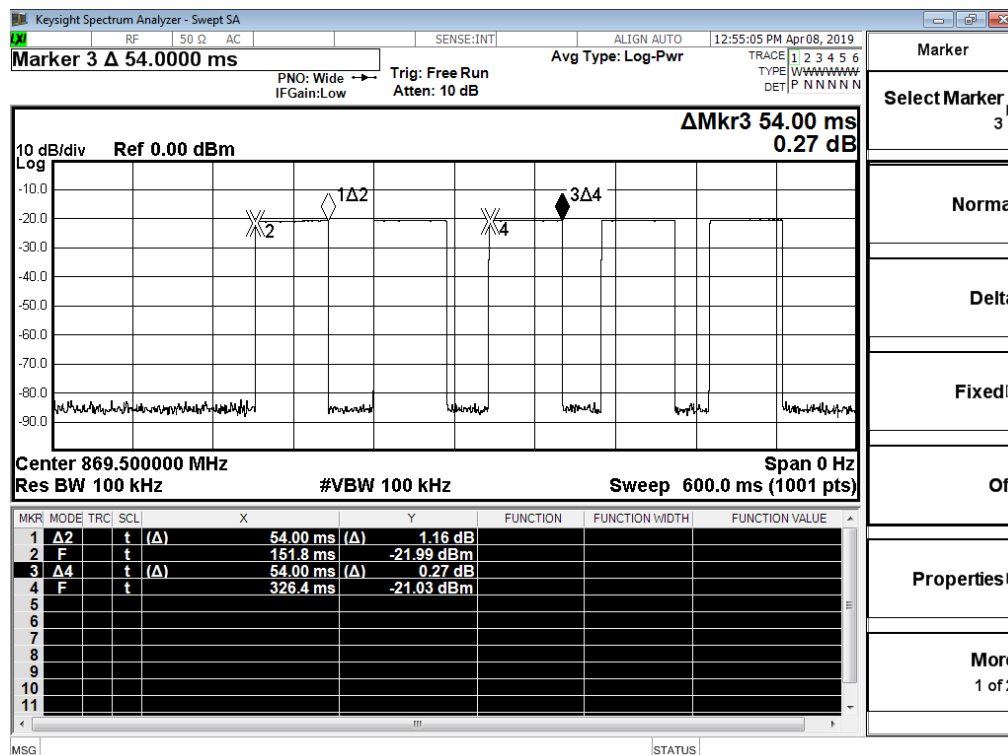 Keysight Spectrum Analyzer - Swept SA
LXI RF 50 Ω AC SENSE:INT ALIGN AUTO 12:55:05 PM Apr 08, 2019
Marker 3 Δ 54.0000 ms
PNO: Wide
IFGain:Low
Trig: Free Run
Atten: 10 dB
Avg Type: Log-Pwr
TRACE 1 2 3 4 5 6
TYPE WWWWWW
DET P N N N N N
ΔMkr3 54.00 ms
0.27 dB
10 dB/div Ref 0.00 dBm
Log
-10.0
-20.0
-30.0
-40.0
-50.0
-60.0
-70.0
-80.0
-90.0
1Δ2
2
3Δ4
4
Center 869.500000 MHz Span 0 Hz
Res BW 100 kHz #VBW 100 kHz Sweep 600.0 ms (1001 pts)
MKR MODE TRC SCL X Y FUNCTION FUNCTION WIDTH FUNCTION VALUE
1 Δ2 t (Δ) 54.00 ms (Δ) 1.16 dB
2 F t 151.8 ms -21.99 dBm
3 Δ4 t (Δ) 54.00 ms (Δ) 0.27 dB
4 F t 326.4 ms -21.03 dBm
5
6
7
8
9
10
11
MSG STATUS
Marker
Select Marker
3
Norma
Delta
Fixed
Of
Properties
More
1 of 2